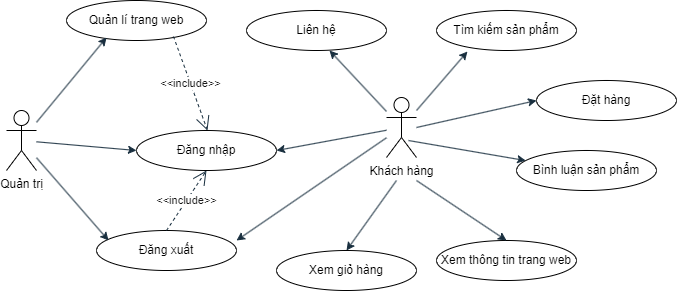 Quản lí trang web
Liên hệ
Tìm kiếm sản phẩm
<<include>>
Đặt hàng
Đăng nhập
Khách hàng
Bình luận sản phẩm
Quản trị
<<include>>
Đăng xuất
Xem giỏ hàng
Xem thông tin trang web